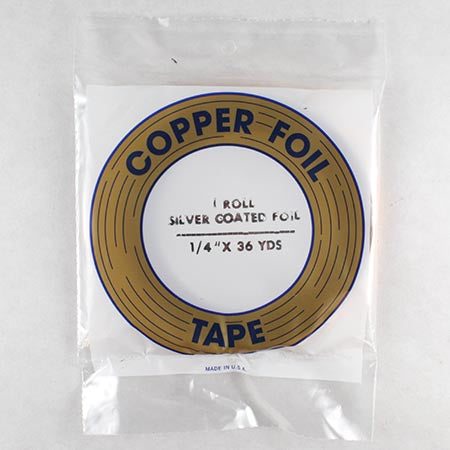 COPPER FOIL
1 ROLL
SILVER COATED FOIL
1/4" X 36 YDS
TAPE
MADE IN U.S.A.